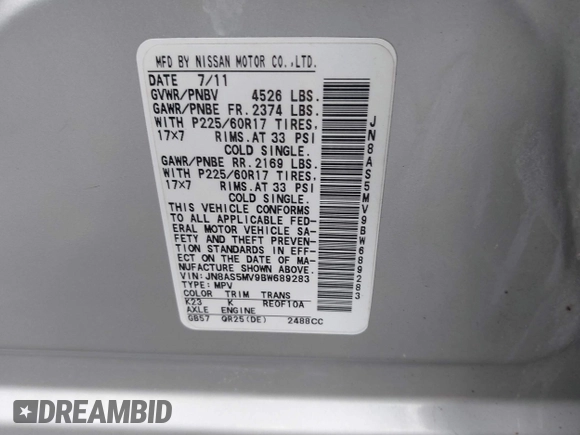 MFD BY NISSAN MOTOR CO.,LTD.
DATE 7/11
GVWR/PNBV 4526 LBS.
GAWR/PNBE FR.2374 LBS.
WITH P225/60R17 TIRES,
17×7 RIMS.AT 33 PSI
COLD SINGLE.
GAWR/PNBE RR.2169 LBS.
WITH P225/60R17 TIRES,
17×7 RIMS.AT 33 PSI
COLD SINGLE.
THIS VEHICLE CONFORMS
TO ALL APPLICABLE FED-
ERAL MOTOR VEHICLE SA-
FETY AND THEFT PREVEN-
TION STANDARDS IN EFF-
ECT ON THE DATE OF MA-
NUFACTURE SHOWN ABOVE.
VIN:JN8AS5MV9BW689283
TYPE:MPV
COLOR TRIM TRANS
K23 K RE0F10A
AXLE ENGINE
GB57 QR25(DE) 2488CC
JN8AS5MV9BW689283
DREAMBID